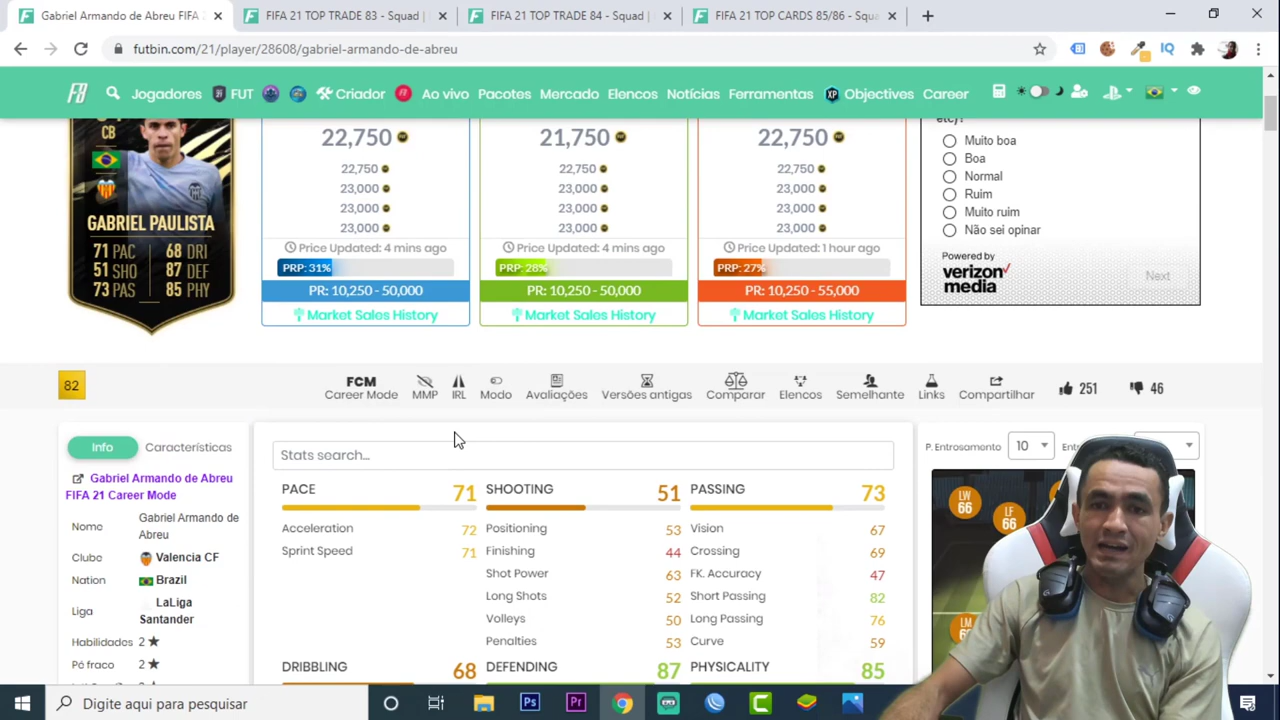 Gabriel Armando de Abreu FIFA 2
FIFA 21 TOP TRADE 83 - Squad |
FIFA 21 TOP TRADE 84 - Squad |
FIFA 21 TOP CARDS 85/86 - Squa
futbin.com/21/player/28608/gabriel-armando-de-abreu
IQ
FB Jogadores FUT Criador Ao vivo Pacotes Mercado Elencos Notícias Ferramentas XP Objectives Career
CB
GABRIEL PAULISTA
71 PAC 68 DRI
51 SHO 87 DEF
73 PAS 85 PHY
22,750
22,750
23,000
23,000
23,000
Price Updated: 4 mins ago
PRP: 31%
PR: 10,250 - 50,000
Market Sales History
21,750
22,750
23,000
23,000
23,000
Price Updated: 4 mins ago
PRP: 28%
PR: 10,250 - 50,000
Market Sales History
22,750
22,750
23,000
23,000
23,000
Price Updated: 1 hour ago
PRP: 27%
PR: 10,250 - 55,000
Market Sales History
etc)?
Muito boa
Boa
Normal
Ruim
Muito ruim
Não sei opinar
Powered by
verizon
media
Next
82
FCM
Career Mode MMP IRL Modo Avaliações Versões antigas Comparar Elencos Semelhante Links Compartilhar 251 46
Info Características
Gabriel Armando de Abreu
FIFA 21 Career Mode
Nome Gabriel Armando de
Abreu
Clube Valencia CF
Nation Brazil
Liga LaLiga
Santander
Habilidades 2
Pé fraco 2
Stats search...
PACE 71
Acceleration 72
Sprint Speed 71
SHOOTING 51
Positioning 53
Finishing 44
Shot Power 63
Long Shots 52
Volleys 50
Penalties 53
PASSING 73
Vision 67
Crossing 69
FK. Accuracy 47
Short Passing 82
Long Passing 76
Curve 59
DRIBBLING 68
DEFENDING 87
PHYSICALITY 85
P. Entrosamento 10
LW
66
LF
66
LM
Digite aqui para pesquisar
Ps
Pr